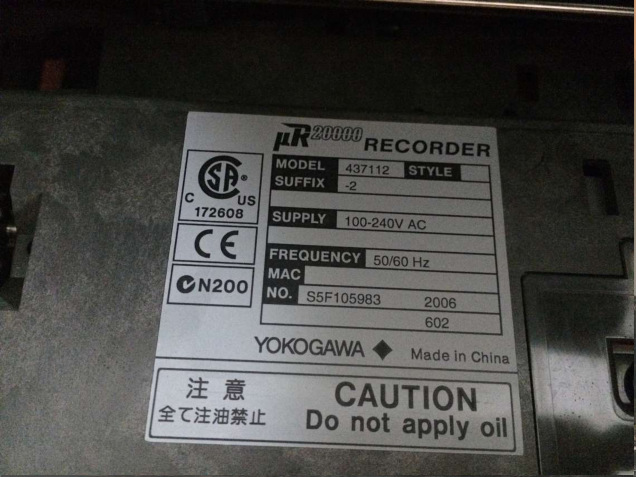 µR20000 RECORDER
MODEL 437112 STYLE
SUFFIX -2
SUPPLY 100-240V AC
FREQUENCY 50/60 Hz
MAC
NO. S5F105983 2006
602
CSA®
C US
172608
CE
N200
YOKOGAWA Made in China
注意
全て注油禁止
CAUTION
Do not apply oil